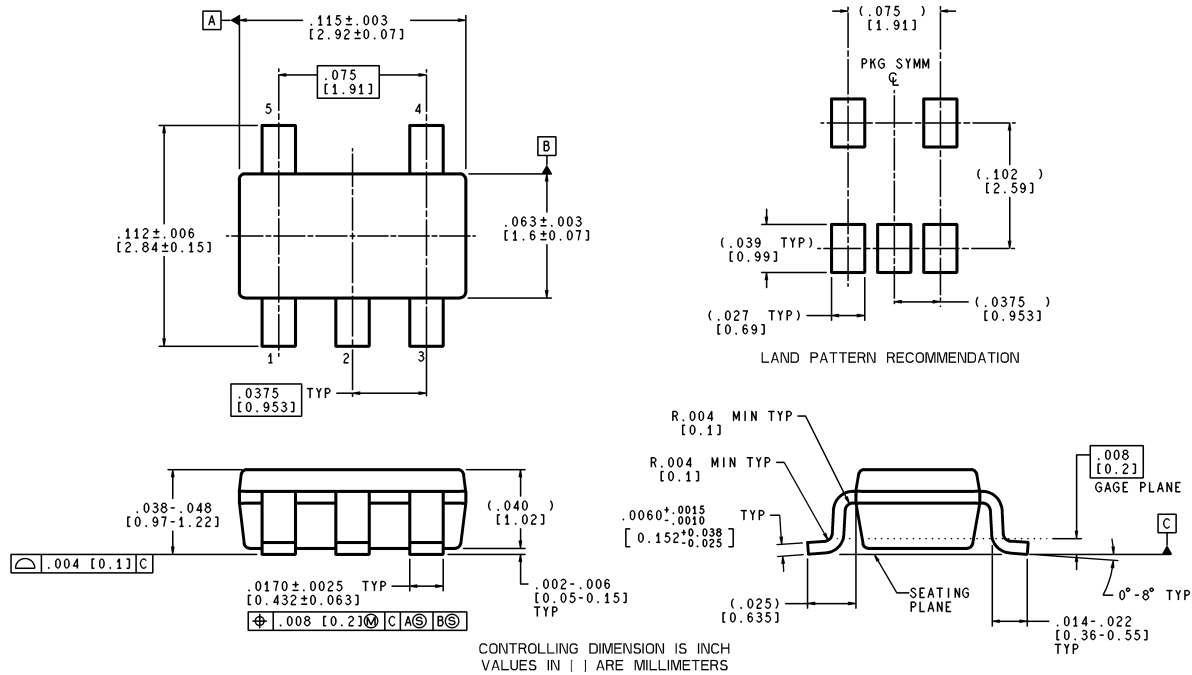 A
.115±.003
[2.92±0.07]
.075
[1.91]
5
4
B
.112±.006
[2.84±0.15]
.063±.003
[1.6±0.07]
1
2
3
.0375 TYP
[0.953]
(.075 )
[1.91]
PKG SYMM
℄
(.102 )
[2.59]
(.039 TYP)
[0.99]
(.027 TYP)
[0.69]
(.0375 )
[0.953]
LAND PATTERN RECOMMENDATION
.038-.048
[0.97-1.22]
(.040 )
[1.02]
⌓ .004 [0.1] C
.0170±.0025 TYP
[0.432±0.063]
.002-.006
[0.05-0.15]
TYP
⌖ .008 [0.2]Ⓜ C AⓈ BⓈ
R.004 MIN TYP
[0.1]
R.004 MIN TYP
[0.1]
.0060+.0015 -.0010 TYP
[0.152+0.038 -0.025]
.008
[0.2]
GAGE PLANE
C
SEATING
PLANE
(.025)
[0.635]
0°-8° TYP
.014-.022
[0.36-0.55]
TYP
CONTROLLING DIMENSION IS INCH
VALUES IN [ ] ARE MILLIMETERS